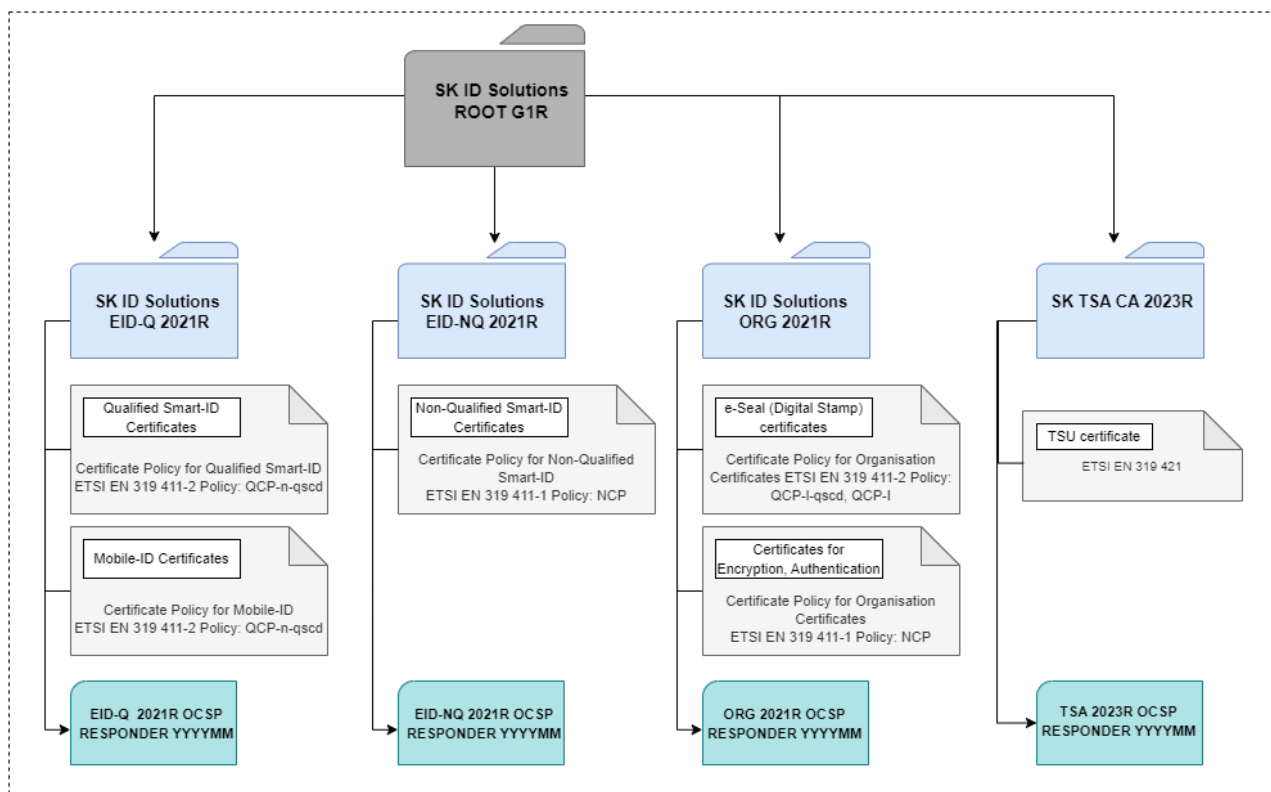 SK ID Solutions
ROOT G1R
SK ID Solutions
EID-Q 2021R
SK ID Solutions
EID-NQ 2021R
SK ID Solutions
ORG 2021R
SK TSA CA 2023R
Qualified Smart-ID
Certificates
Certificate Policy for Qualified Smart-ID
ETSI EN 319 411-2 Policy: QCP-n-qscd
Non-Qualified Smart-ID
Certificates
Certificate Policy for Non-Qualified
Smart-ID
ETSI EN 319 411-1 Policy: NCP
e-Seal (Digital Stamp)
certificates
Certificate Policy for Organisation
Certificates ETSI EN 319 411-2 Policy:
QCP-l-qscd, QCP-l
TSU certificate
ETSI EN 319 421
Mobile-ID Certificates
Certificate Policy for Mobile-ID
ETSI EN 319 411-2 Policy: QCP-n-qscd
Certificates for
Encryption, Authentication
Certificate Policy for Organisation
Certificates
ETSI EN 319 411-1 Policy: NCP
EID-Q 2021R OCSP
RESPONDER YYYYMM
EID-NQ 2021R OCSP
RESPONDER YYYYMM
ORG 2021R OCSP
RESPONDER YYYYMM
TSA 2023R OCSP
RESPONDER YYYYMM